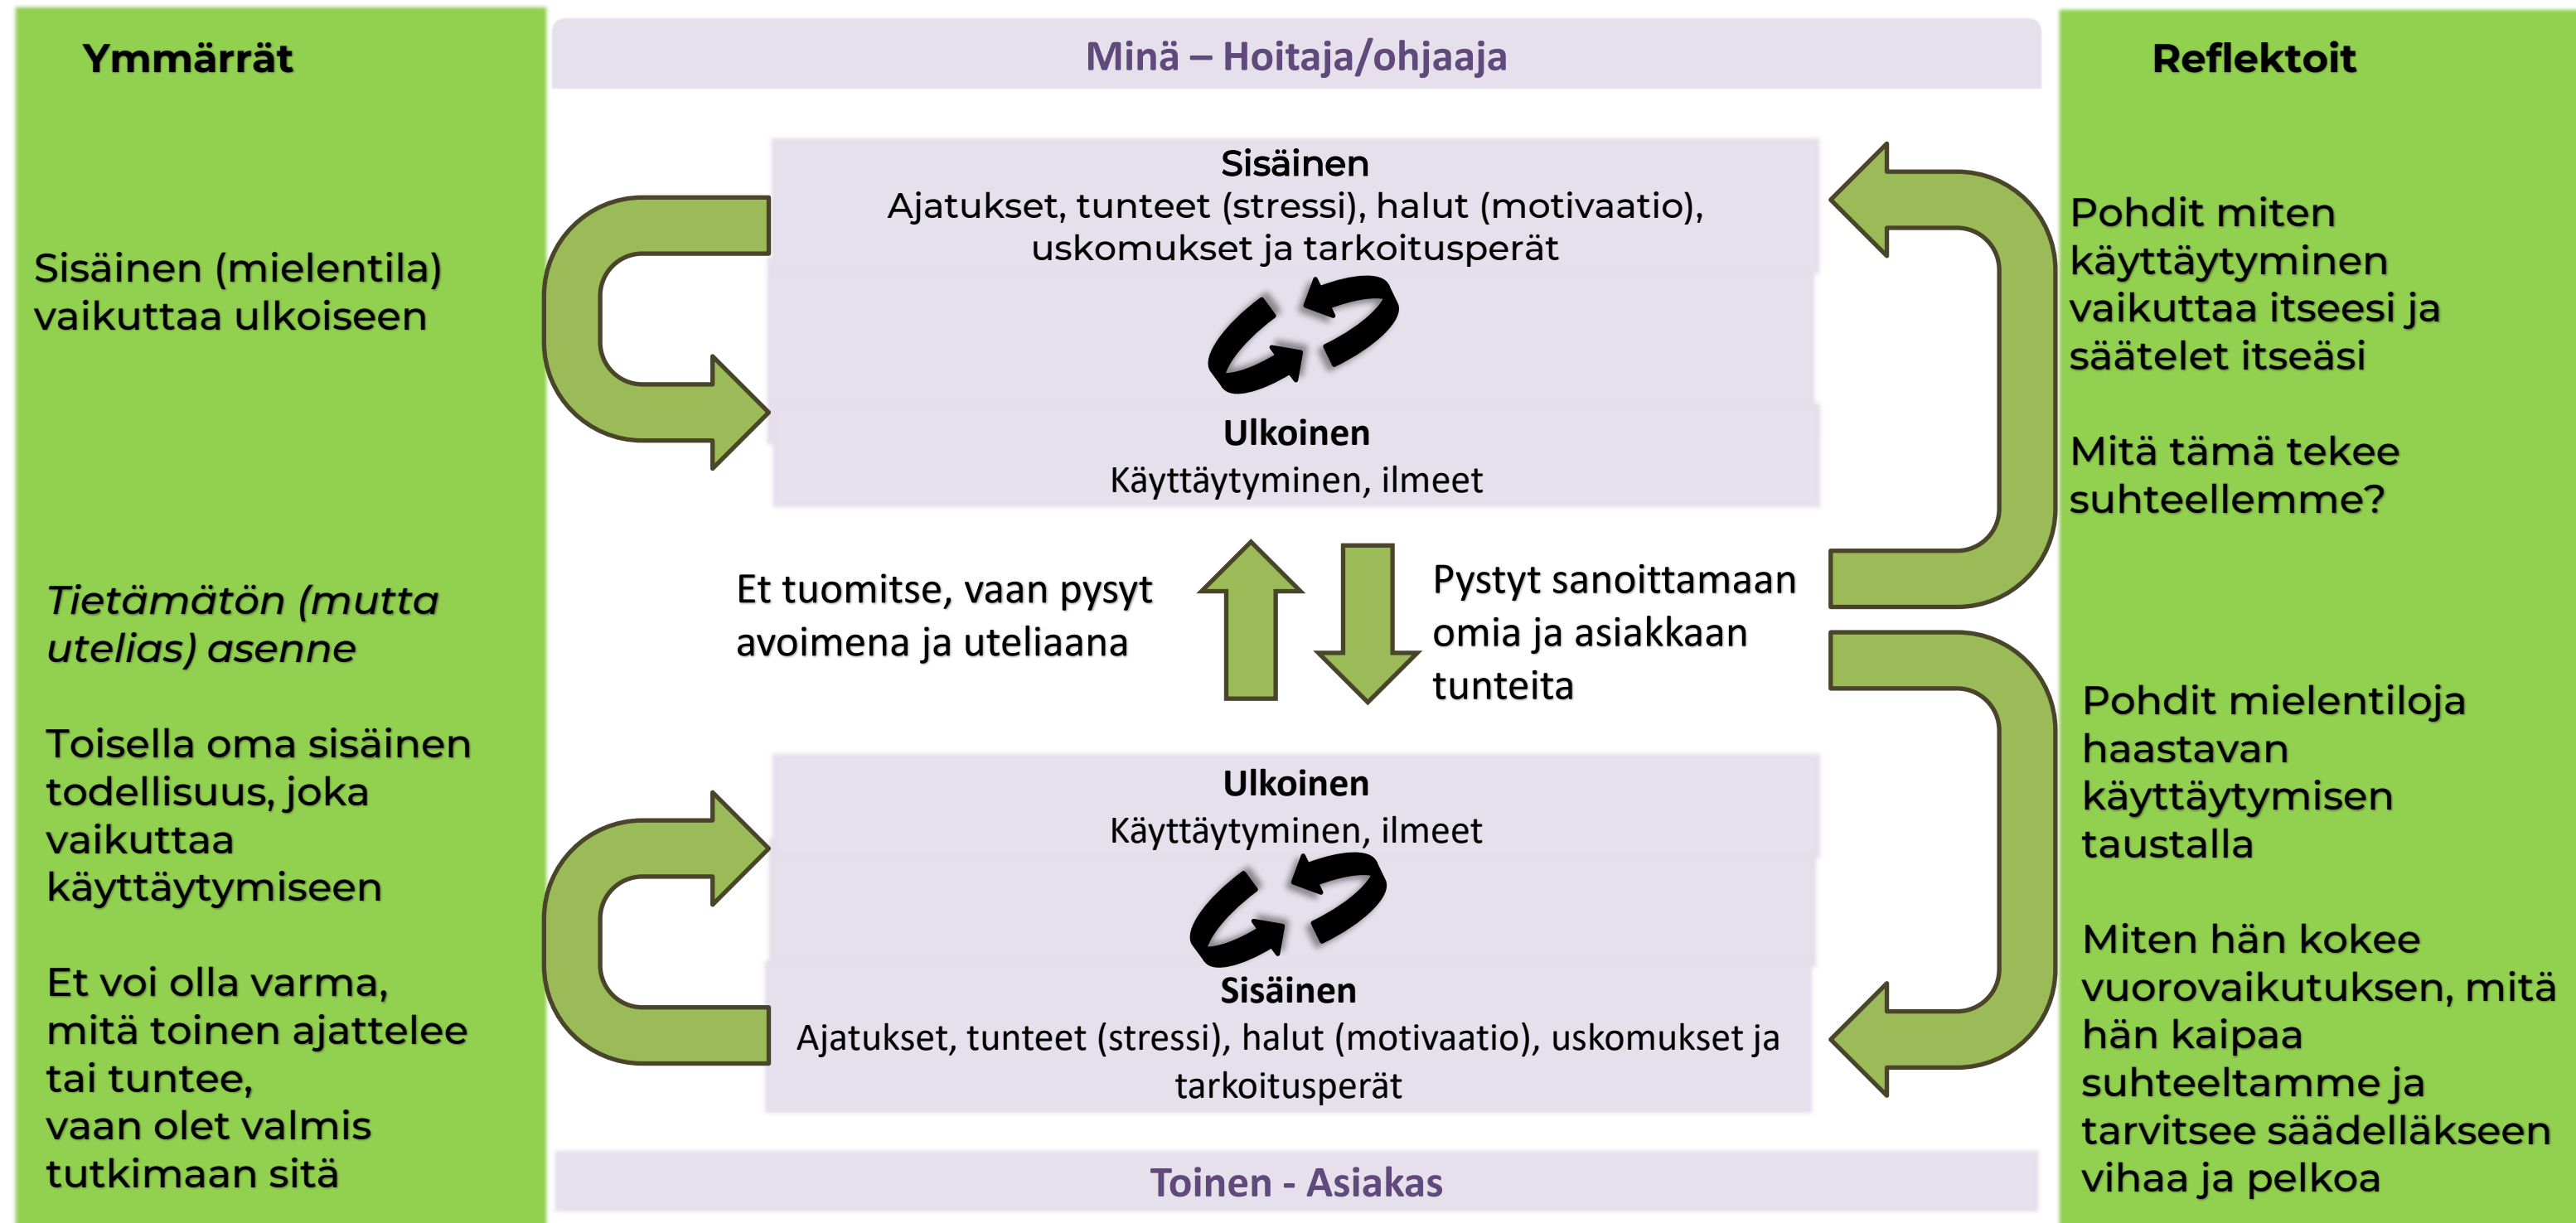 Ymmärrät
Sisäinen (mielentila)
vaikuttaa ulkoiseen
Tietämätön (mutta
utelias) asenne
Toisella oma sisäinen
todellisuus, joka
vaikuttaa
käyttäytymiseen
Et voi olla varma,
mitä toinen ajattelee
tai tuntee,
vaan olet valmis
tutkimaan sitä
Minä – Hoitaja/ohjaaja
Sisäinen
Ajatukset, tunteet (stressi), halut (motivaatio),
uskomukset ja tarkoitusperät
Ulkoinen
Käyttäytyminen, ilmeet
Et tuomitse, vaan pysyt
avoimena ja uteliaana
Pystyt sanoittamaan
omia ja asiakkaan
tunteita
Ulkoinen
Käyttäytyminen, ilmeet
Sisäinen
Ajatukset, tunteet (stressi), halut (motivaatio), uskomukset ja
tarkoitusperät
Toinen - Asiakas
Reflektoit
Pohdit miten
käyttäytyminen
vaikuttaa itseesi ja
säätelet itseäsi
Mitä tämä tekee
suhteellemme?
Pohdit mielentiloja
haastavan
käyttäytymisen
taustalla
Miten hän kokee
vuorovaikutuksen, mitä
hän kaipaa
suhteeltamme ja
tarvitsee säädelläkseen
vihaa ja pelkoa